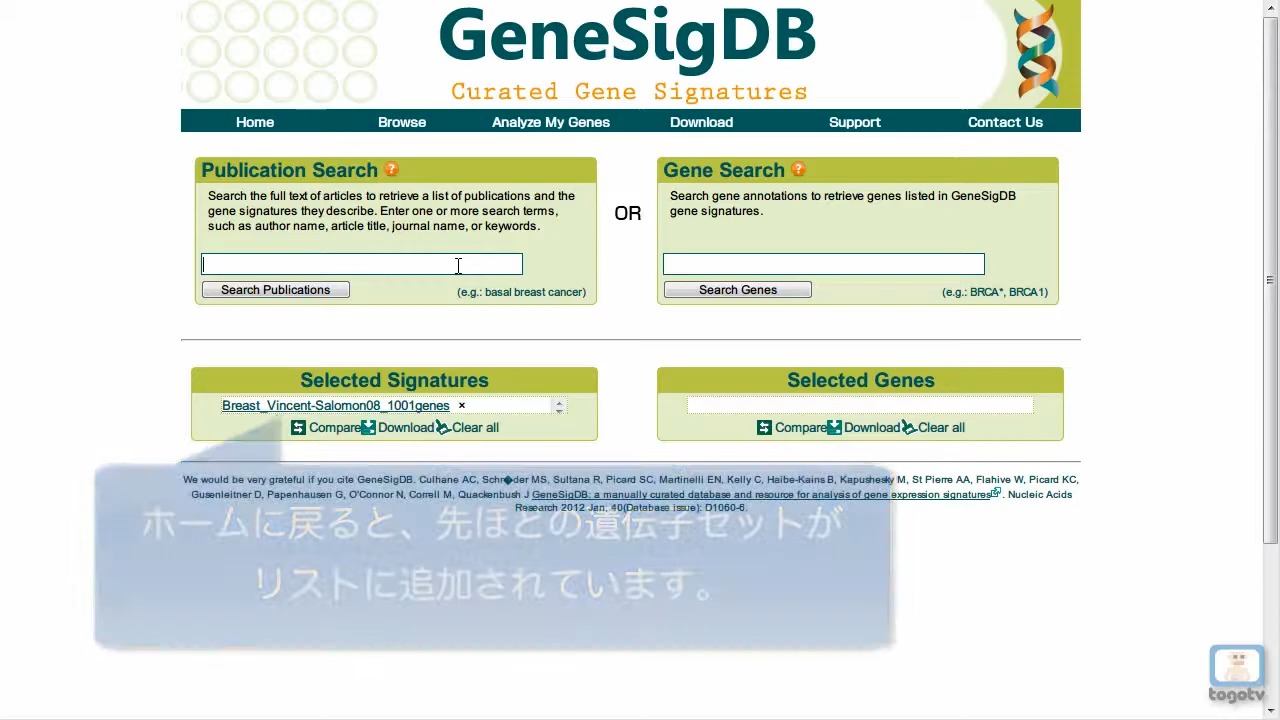 GeneSigDB
Curated Gene Signatures
Home Browse Analyze My Genes Download Support Contact Us
Publication Search ?
Search the full text of articles to retrieve a list of publications and the
gene signatures they describe. Enter one or more search terms,
such as author name, article title, journal name, or keywords.
Search Publications (e.g.: basal breast cancer)
OR
Gene Search ?
Search gene annotations to retrieve genes listed in GeneSigDB
gene signatures.
Search Genes (e.g.: BRCA*, BRCA1)
Selected Signatures
Breast_Vincent-Salomon08_1001genes ×
Compare Download Clear all
Selected Genes
Compare Download Clear all
We would be very grateful if you cite GeneSigDB. Culhane AC, Schr�der MS, Sultana R, Picard SC, Martinelli EN, Kelly C, Haibe-Kains B, Kapushesky M, St Pierre AA, Flahive W, Picard KC,
Gusenleitner D, Papenhausen G, O'Connor N, Correll M, Quackenbush J GeneSigDB: a manually curated database and resource for analysis of gene expression signatures . Nucleic Acids
Research 2012 Jan, 40(Database issue): D1060-6.
ホームに戻ると、先ほどの遺伝子セットが
リストに追加されています。
togotv